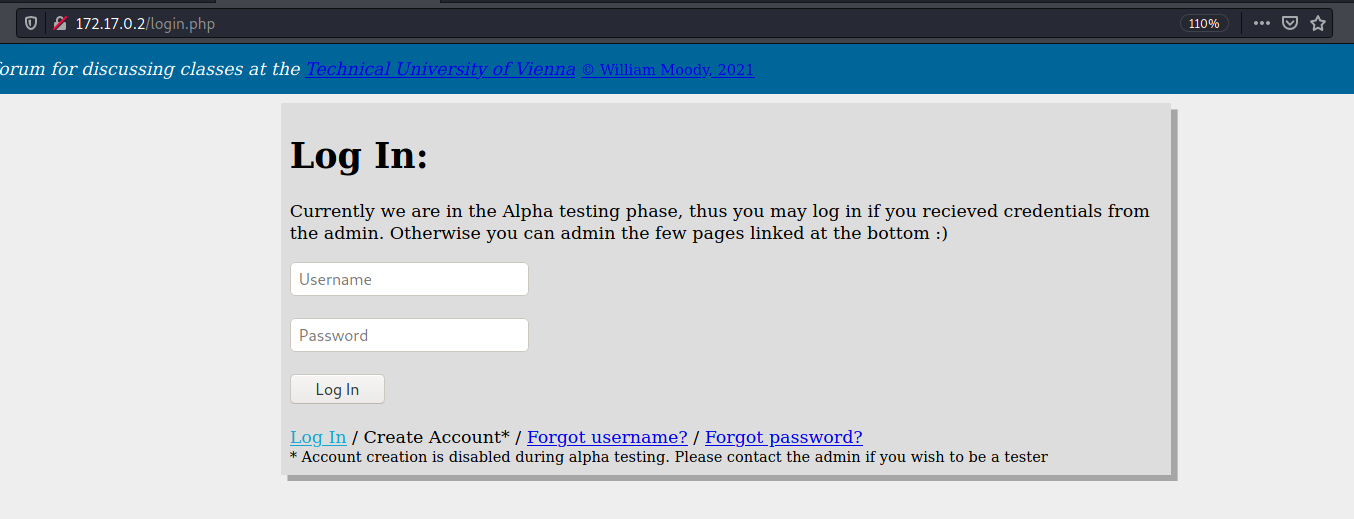 172.17.0.2/login.php
110%
forum for discussing classes at the Technical University of Vienna © William Moody, 2021
Log In:
Currently we are in the Alpha testing phase, thus you may log in if you recieved credentials from
the admin. Otherwise you can admin the few pages linked at the bottom :)
Username
Password
Log In
Log In / Create Account* / Forgot username? / Forgot password?
* Account creation is disabled during alpha testing. Please contact the admin if you wish to be a tester